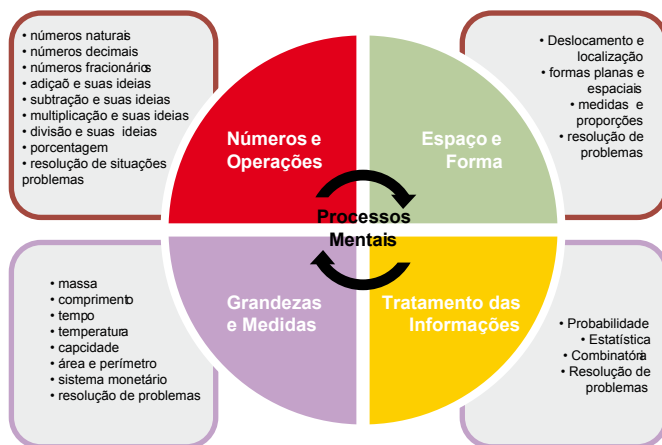 • números naturais
• números decimais
• números fracionários
• adição e suas ideias
• subtração e suas ideias
• multiplicação e suas ideias
• divisão e suas ideias
• porcentagem
• resolução de situações
problemas
• Deslocamento e
localização
• formas planas e
espaciais
• medidas e
proporções
• resolução de
problemas
Números e
Operações
Espaço e
Forma
Processos
Mentais
Grandezas
e Medidas
Tratamento das
Informações
• massa
• comprimento
• tempo
• temperatura
• capcidade
• área e perímetro
• sistema monetário
• resolução de problemas
• Probabilidade
• Estatística
• Combinatória
• Resolução de
problemas